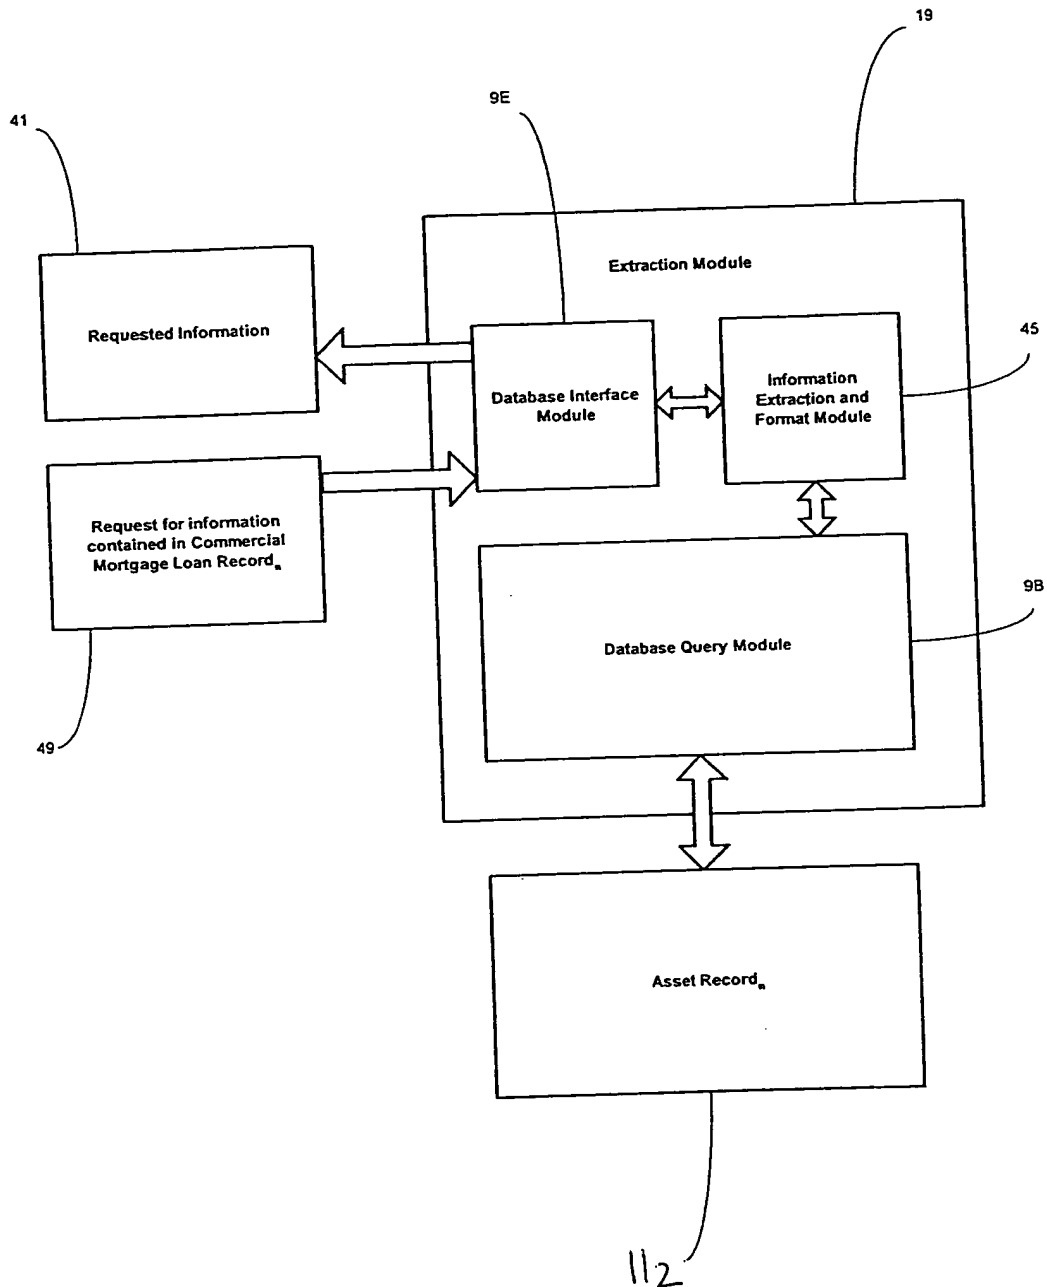 19
9E
41
Extraction Module
Requested Information
Database Interface
Module
Information
Extraction and
Format Module
45
Request for information
contained in Commercial
Mortgage Loan Recordₙ
Database Query Module
9B
49
Asset Recordₙ
11₂